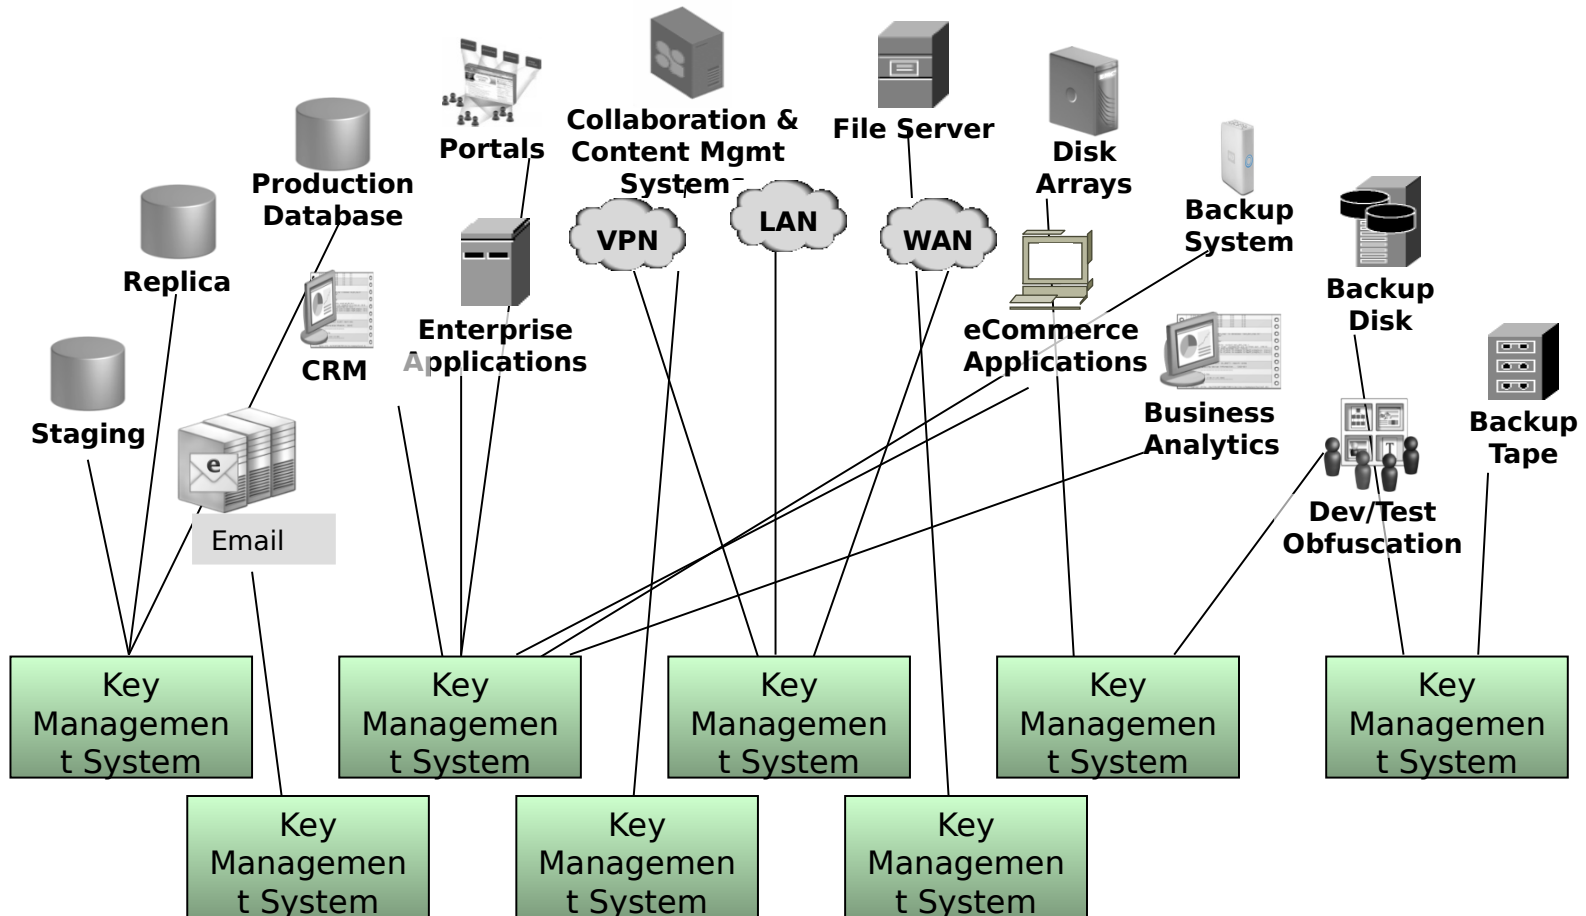 Portals
Collaboration &
Content Mgmt
Systems
File Server
Disk
Arrays
Production
Database
Replica
VPN
LAN
WAN
Backup
System
Backup
Disk
CRM
Enterprise
Applications
eCommerce
Applications
Staging
Email
e
Business
Analytics
Backup
Tape
T
Dev/Test
Obfuscation
Key
Managemen
t System
Key
Managemen
t System
Key
Managemen
t System
Key
Managemen
t System
Key
Managemen
t System
Key
Managemen
t System
Key
Managemen
t System
Key
Managemen
t System